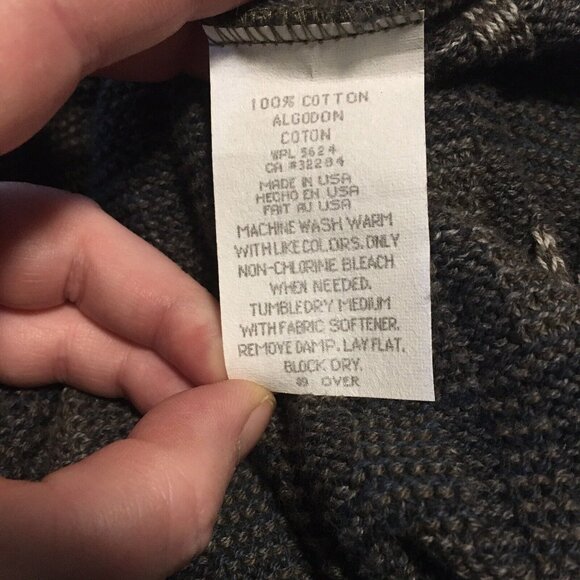 100% COTTON
ALGODON
COTON
WPL 5624
CA #32284
MADE IN USA
HECHO EN USA
FAIT AU USA
MACHINE WASH WARM
WITH LIKE COLORS. ONLY
NON-CHLORINE BLEACH
WHEN NEEDED.
TUMBLE DRY MEDIUM
WITH FABRIC SOFTENER.
REMOVE DAMP. LAY FLAT.
BLOCK DRY.
OVER